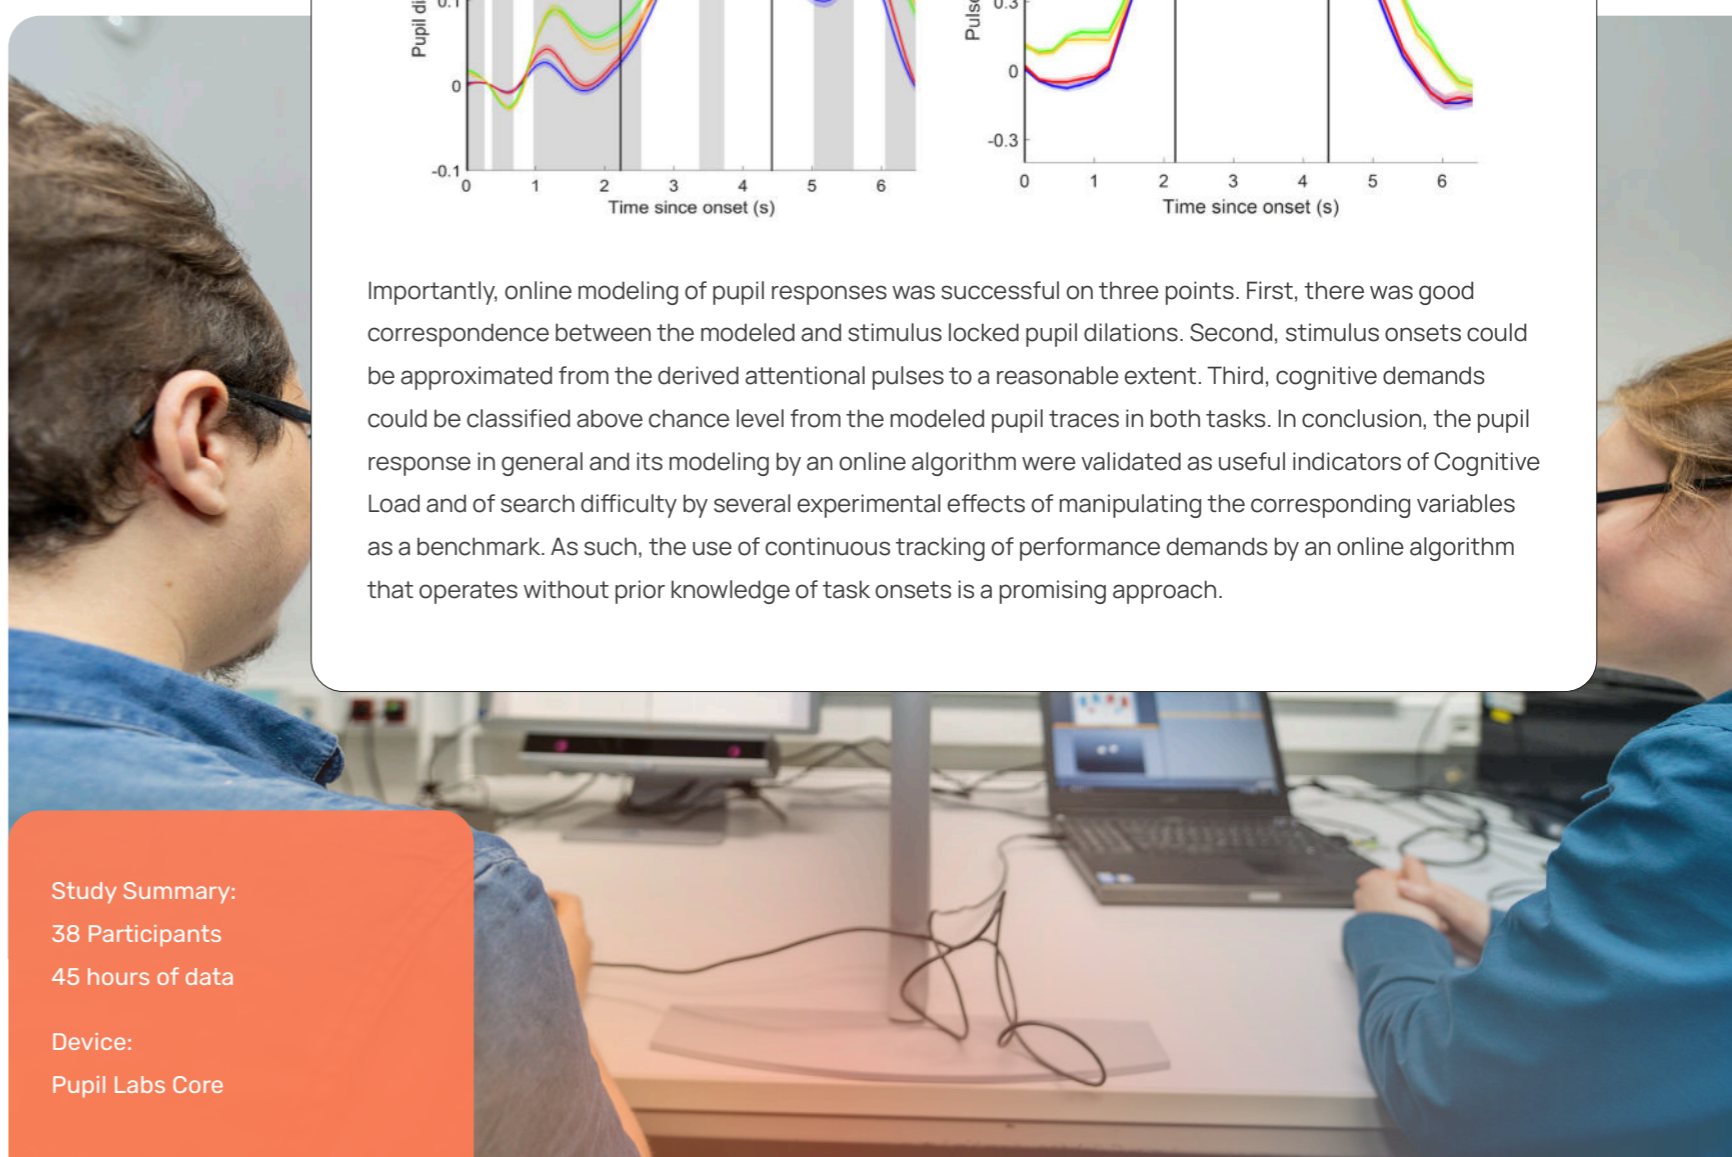 0.1
0
-0.1
0 1 2 3 4 5 6
Time since onset (s)
0.3
0
-0.3
0 1 2 3 4 5 6
Time since onset (s)
Importantly, online modeling of pupil responses was successful on three points. First, there was good
correspondence between the modeled and stimulus locked pupil dilations. Second, stimulus onsets could
be approximated from the derived attentional pulses to a reasonable extent. Third, cognitive demands
could be classified above chance level from the modeled pupil traces in both tasks. In conclusion, the pupil
response in general and its modeling by an online algorithm were validated as useful indicators of Cognitive
Load and of search difficulty by several experimental effects of manipulating the corresponding variables
as a benchmark. As such, the use of continuous tracking of performance demands by an online algorithm
that operates without prior knowledge of task onsets is a promising approach.
Study Summary:
38 Participants
45 hours of data
Device:
Pupil Labs Core